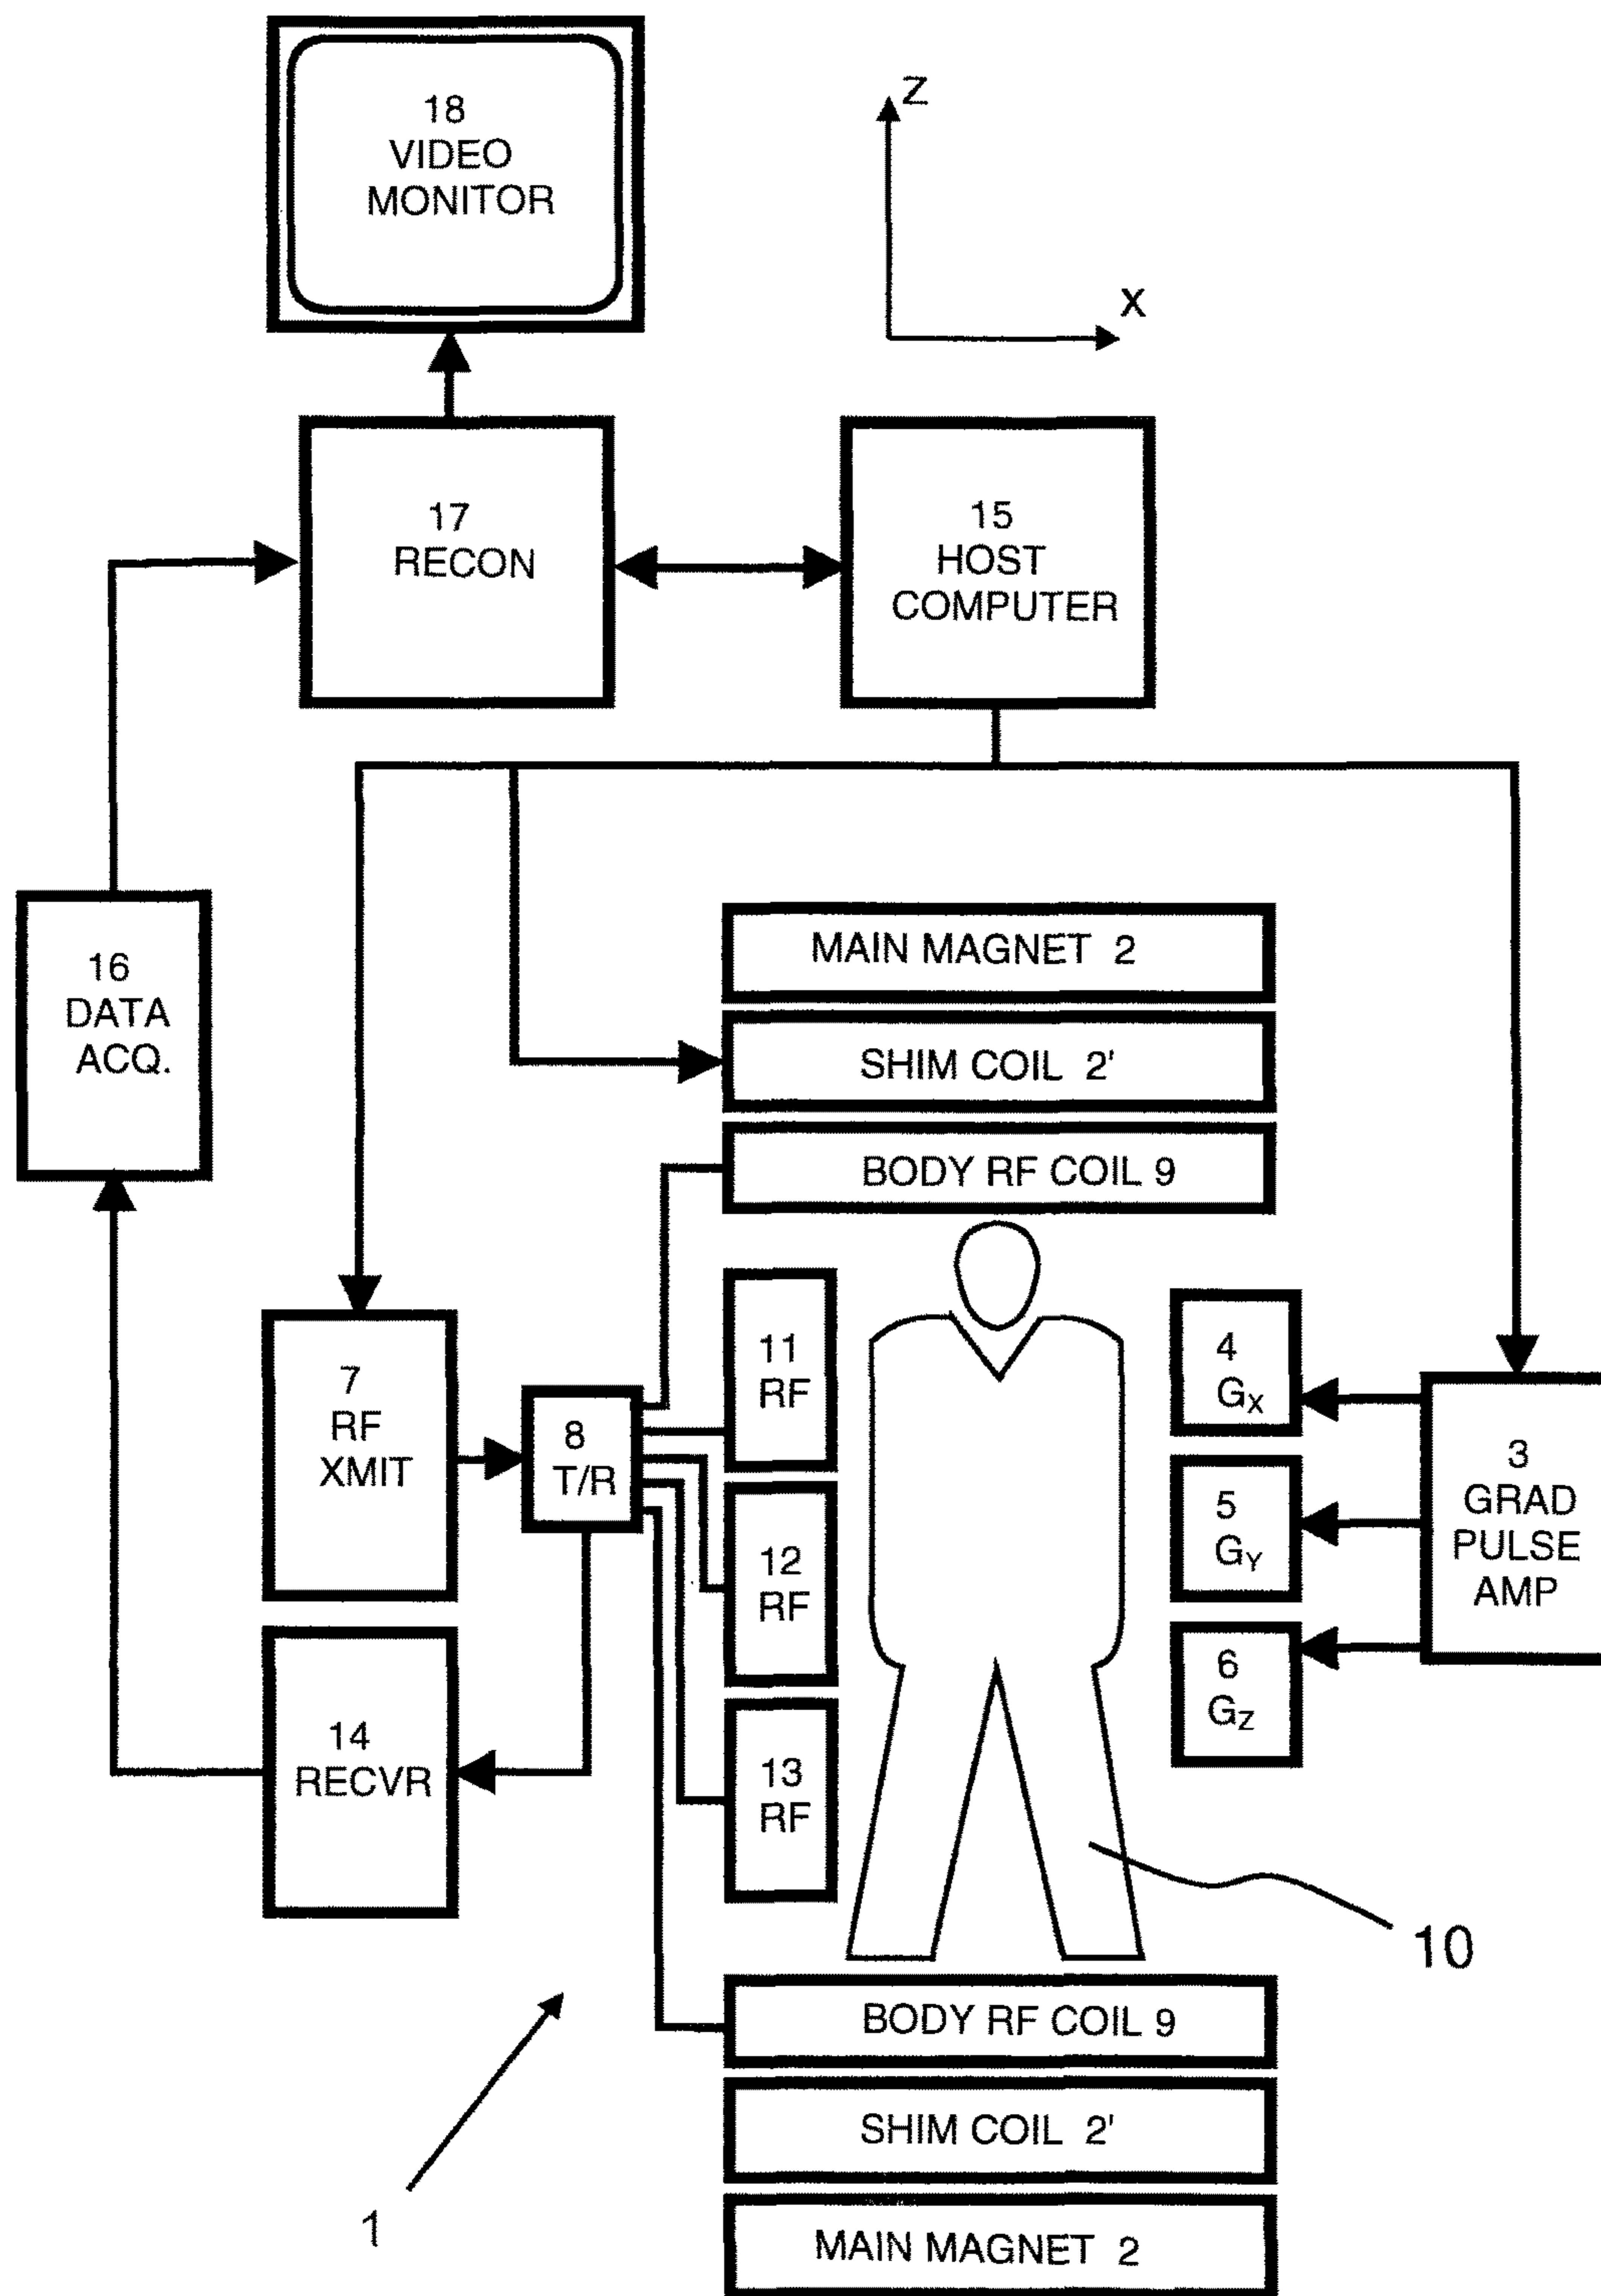 18
VIDEO
MONITOR
Z
X
17
RECON
15
HOST
COMPUTER
16
DATA
ACQ.
MAIN MAGNET 2
SHIM COIL 2'
BODY RF COIL 9
7
RF
XMIT
8
T/R
11
RF
12
RF
13
RF
4
GX
5
GY
6
GZ
3
GRAD
PULSE
AMP
14
RECVR
10
BODY RF COIL 9
SHIM COIL 2'
MAIN MAGNET 2
1